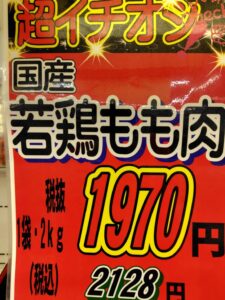 超イチオシ
国産
若鶏もも肉
税抜
1袋・2kg
1970円
(税込)
2128円